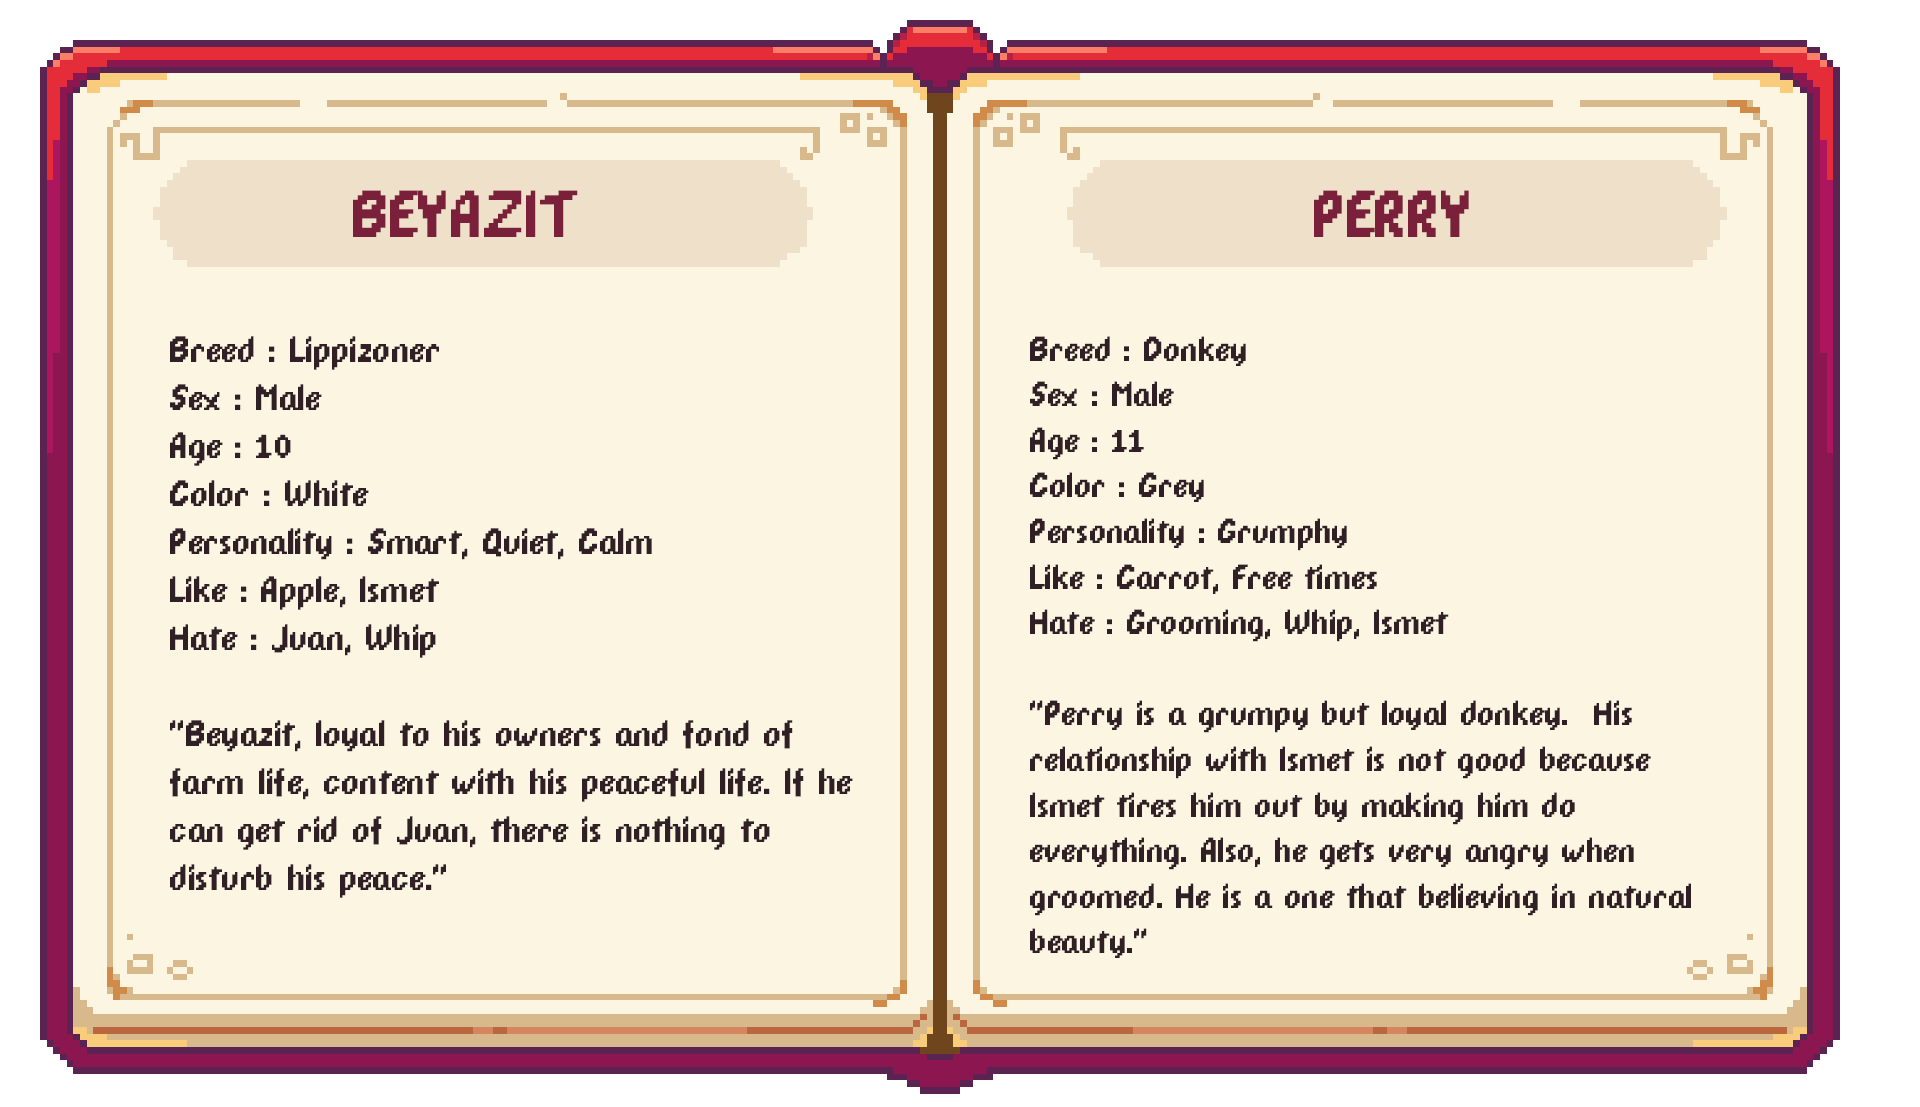 BEYAZIT
Breed : Lippizoner
Sex : Male
Age : 10
Color : White
Personality : Smart, Quiet, Calm
Like : Apple, Ismet
Hate : Juan, Whip
"Beyazit, loyal to his owners and fond of
farm life, content with his peaceful life. If he
can get rid of Juan, there is nothing to
disturb his peace."
PERRY
Breed : Donkey
Sex : Male
Age : 11
Color : Grey
Personality : Grumphy
Like : Carrot, Free times
Hate : Grooming, Whip, Ismet
"Perry is a grumpy but loyal donkey.  His
relationship with Ismet is not good because
Ismet tires him out by making him do
everything. Also, he gets very angry when
groomed. He is a one that believing in natural
beauty."